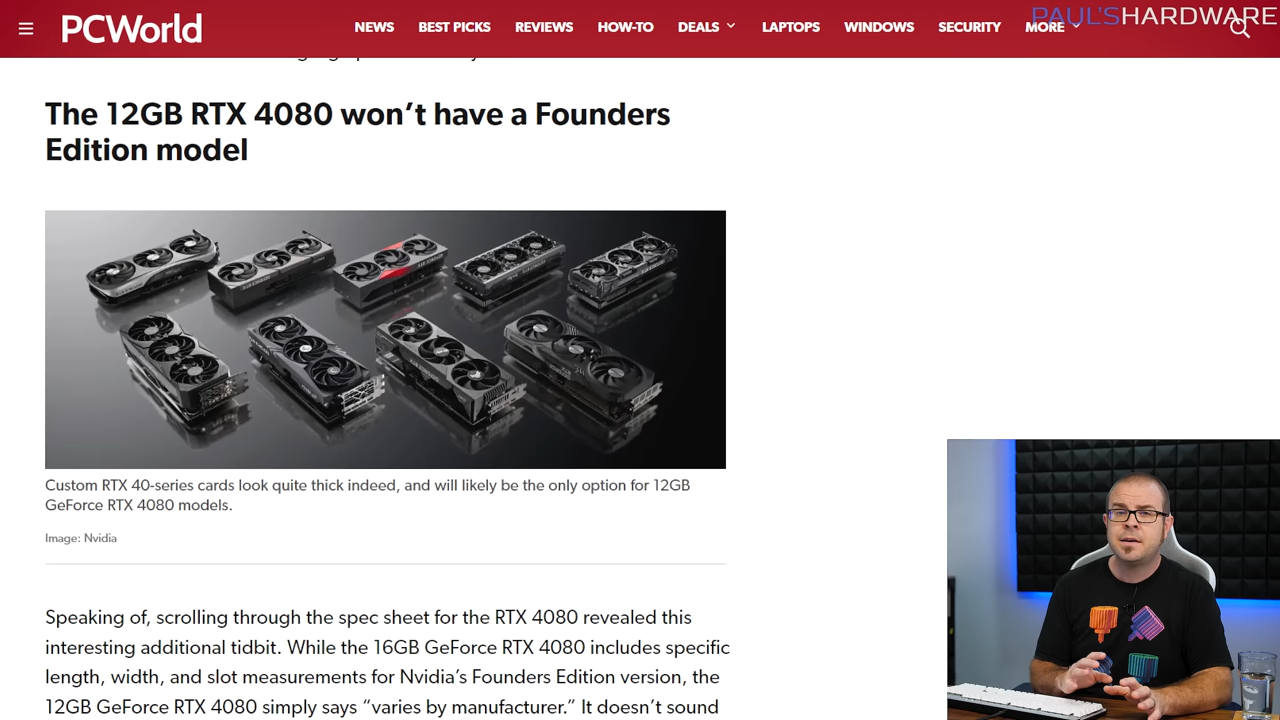 PCWorld
NEWS BEST PICKS REVIEWS HOW-TO DEALS LAPTOPS WINDOWS SECURITY MORE
PAUL'SHARDWARE
The 12GB RTX 4080 won’t have a Founders
Edition model
Custom RTX 40-series cards look quite thick indeed, and will likely be the only option for 12GB
GeForce RTX 4080 models.
Image: Nvidia
Speaking of, scrolling through the spec sheet for the RTX 4080 revealed this
interesting additional tidbit. While the 16GB GeForce RTX 4080 includes specific
length, width, and slot measurements for Nvidia’s Founders Edition version, the
12GB GeForce RTX 4080 simply says “varies by manufacturer.” It doesn’t sound